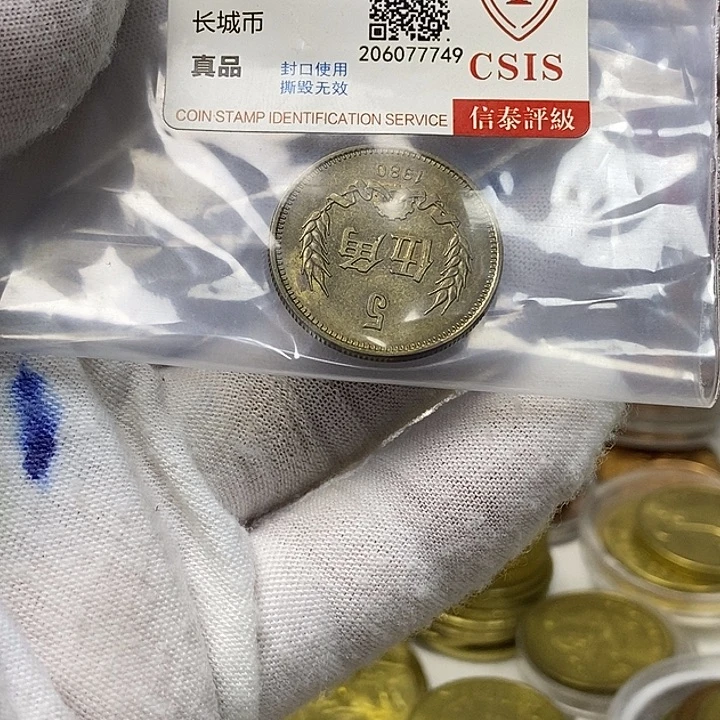 长城币
206077749
真品
封口使用
撕毁无效
CSIS
COIN STAMP IDENTIFICATION SERVICE
信泰評級
1980
伍角
5